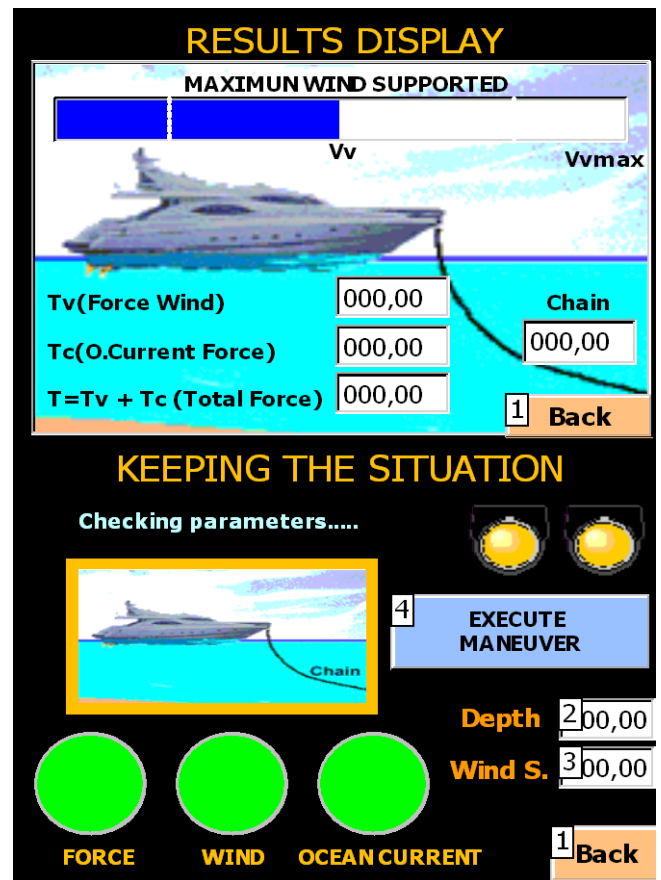 RESULTS DISPLAY
MAXIMUN WIND SUPPORTED
Vv
Vvmax
Tv(Force Wind)
000,00
Chain
Tc(O.Current Force)
000,00
000,00
T=Tv + Tc (Total Force)
000,00
1 Back
KEEPING THE SITUATION
Checking parameters.....
4 EXECUTE
MANEUVER
Chain
Depth 2 00,00
Wind S. 3 00,00
FORCE WIND OCEAN CURRENT
1 Back